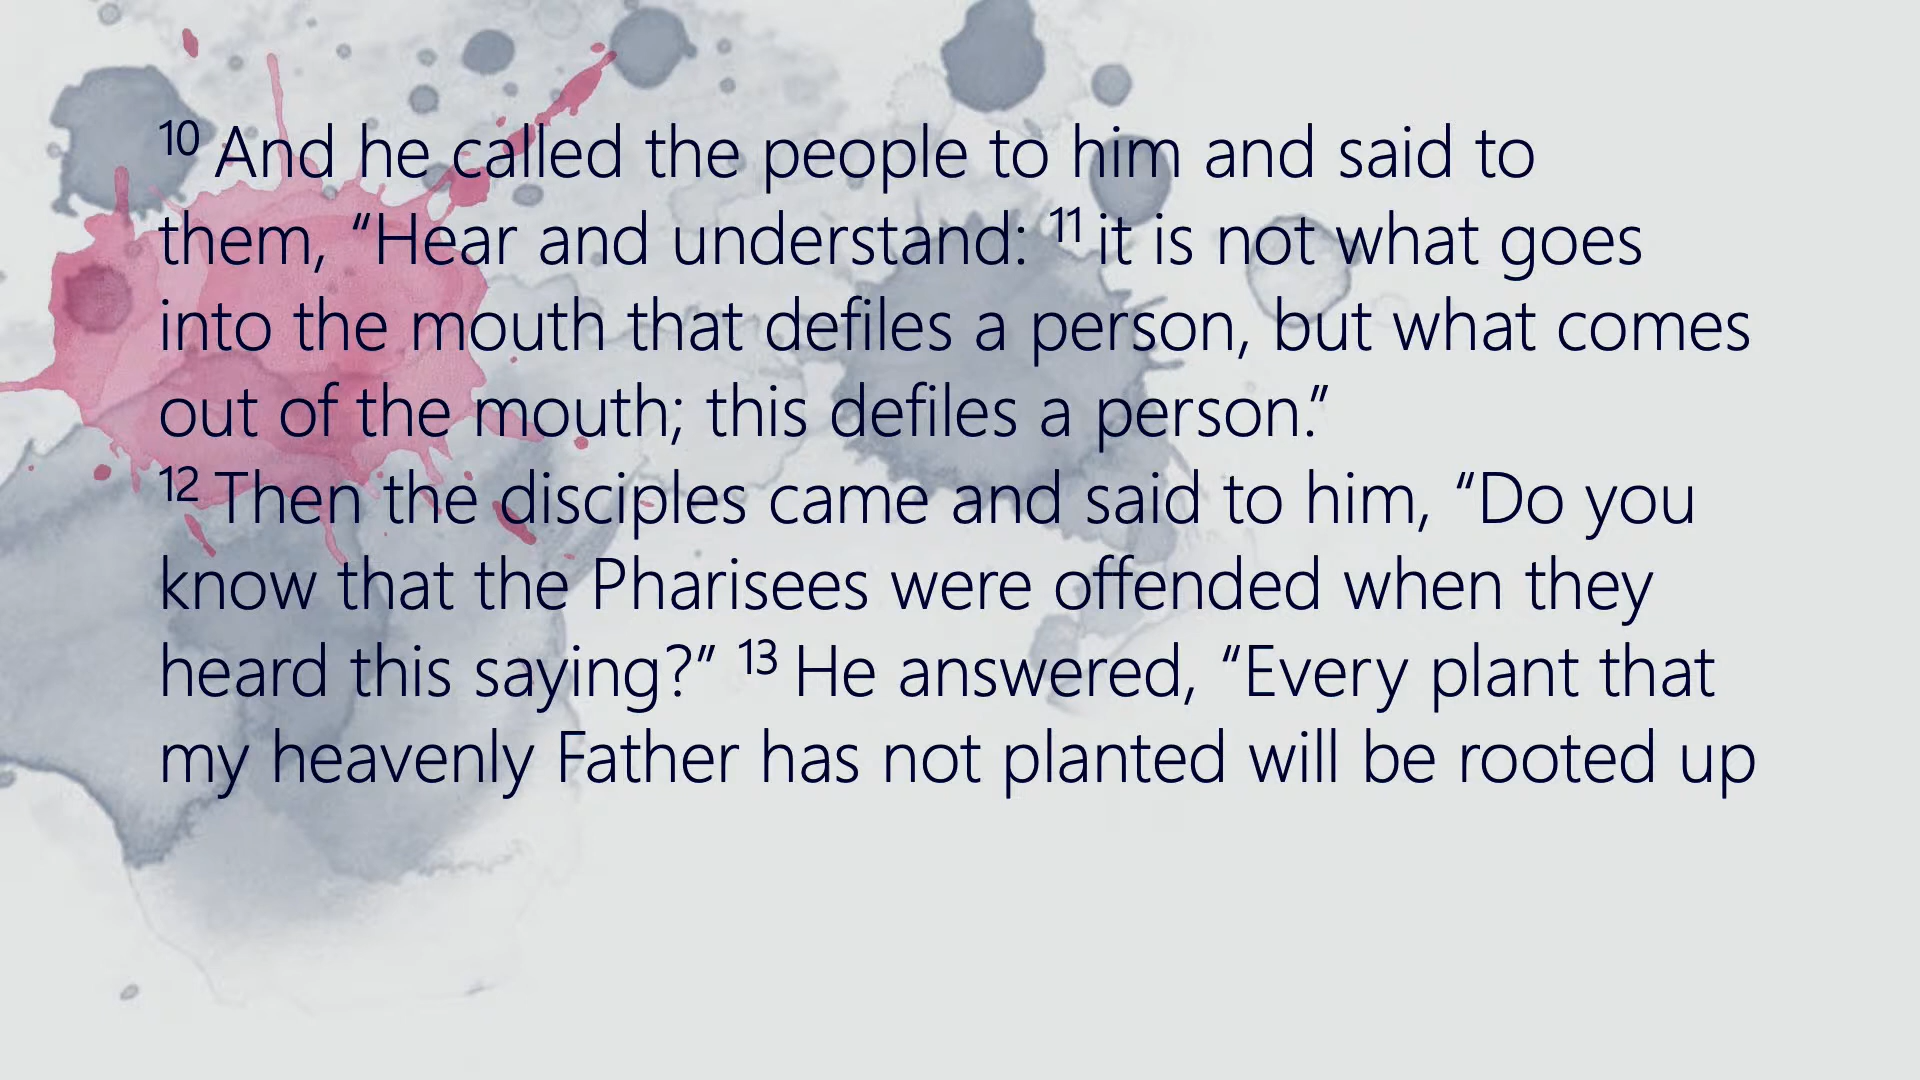 10 And he called the people to him and said to
them, “Hear and understand: 11 it is not what goes
into the mouth that defiles a person, but what comes
out of the mouth; this defiles a person.”
12 Then the disciples came and said to him, “Do you
know that the Pharisees were offended when they
heard this saying?” 13 He answered, “Every plant that
my heavenly Father has not planted will be rooted up